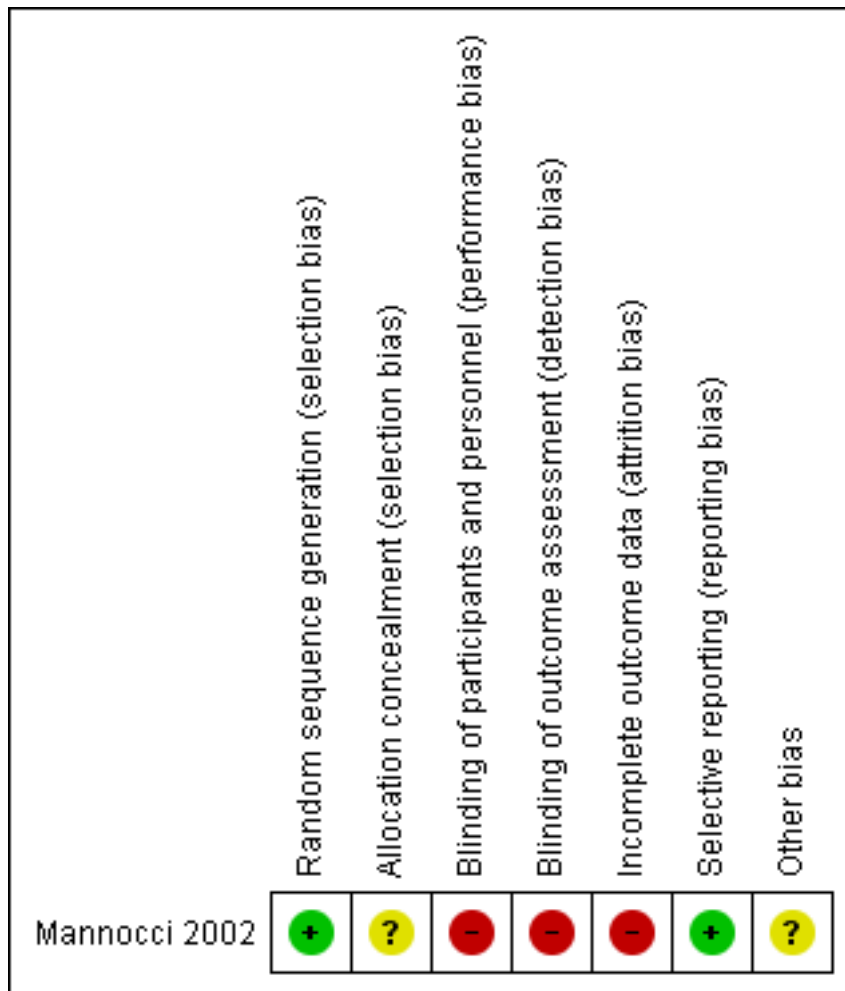 Random sequence generation (selection bias)
Allocation concealment (selection bias)
Blinding of participants and personnel (performance bias)
Blinding of outcome assessment (detection bias)
Incomplete outcome data (attrition bias)
Selective reporting (reporting bias)
Other bias
Mannocci 2002 + ? - - - + ?